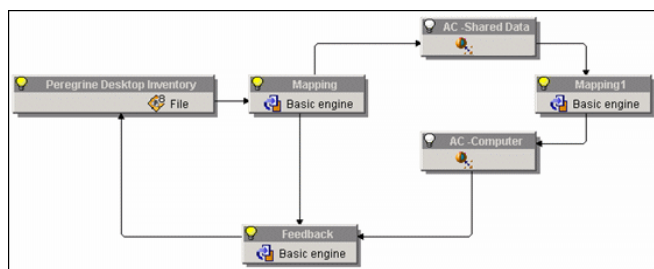 AC -Shared Data
Peregrine Desktop Inventory
File
Mapping
Basic engine
Mapping1
Basic engine
AC -Computer
Feedback
Basic engine